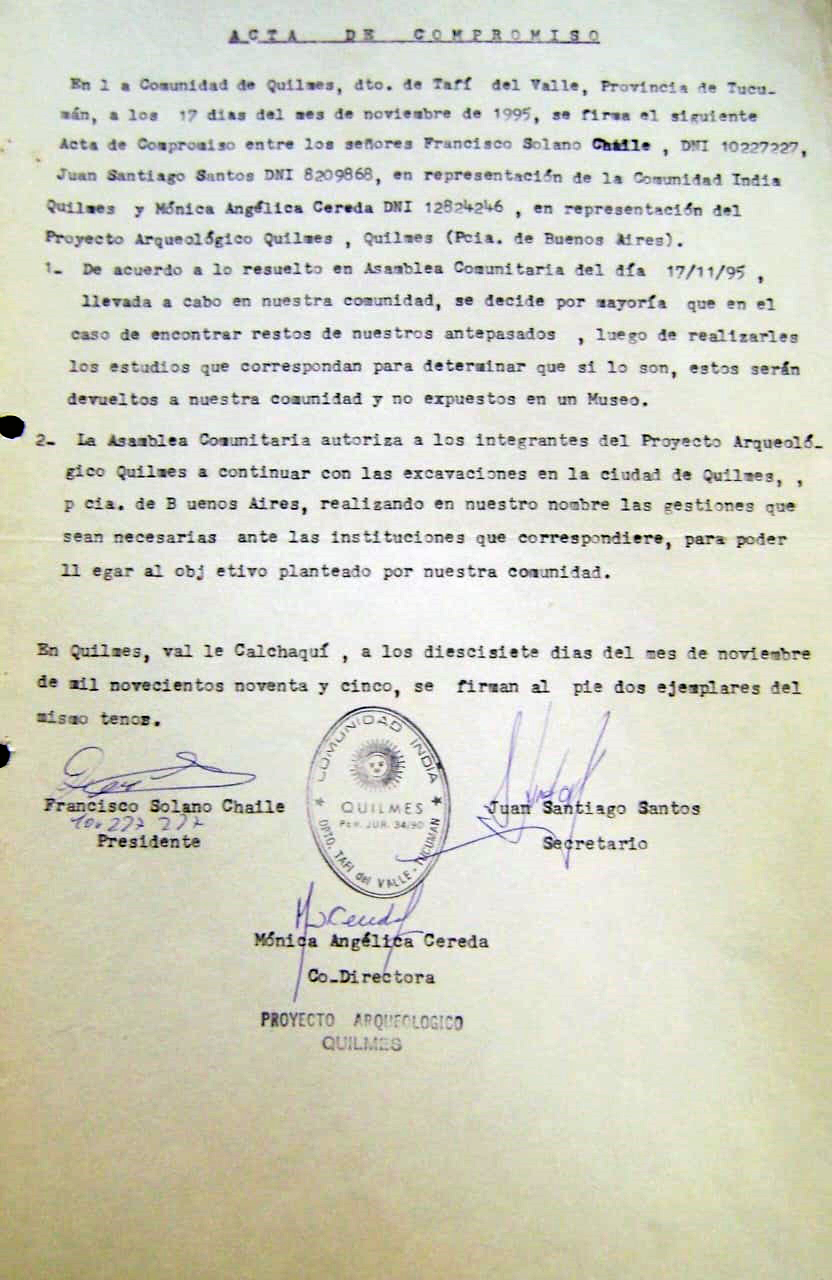 ACTA DE COMPROMISO
En l a Comunidad de Quilmes, dto. de Tafí del Valle, Provincia de Tucu-
mán, a los 17 dias del mes de noviembre de 1995, se firma el siguiente
Acta de Compromiso entre los señores Francisco Solano Chaile , DNI 10227227,
Juan Santiago Santos DNI 8209868, en representación de la Comunidad India
Quilmes y Mónica Angélica Cereda DNI 12824246 , en representación del
Proyecto Arqueológico Quilmes , Quilmes (Pcia. de Buenos Aires).
1- De acuerdo a lo resuelto en Asamblea Comunitaria del día 17/11/95 ,
llevada a cabo en nuestra comunidad, se decide por mayoría que en el
caso de encontrar restos de nuestros antepasados , luego de realizarles
los estudios que correspondan para determinar que si lo son, estos serán
devueltos a nuestra comunidad y no expuestos en un Museo.
2- La Asamblea Comunitaria autoriza a los integrantes del Proyecto Arqueoló-
gico Quilmes a continuar con las excavaciones en la ciudad de Quilmes, ,
p cia. de B uenos Aires, realizando en nuestro nombre las gestiones que
sean necesarias ante las instituciones que correspondiere, para poder
ll egar al obj etivo planteado por nuestra comunidad.
En Quilmes, val le Calchaquí , a los diescisiete dias del mes de noviembre
de mil novecientos noventa y cinco, se firman al pie dos ejemplares del
mismo tenor.
Francisco Solano Chaile
Presidente
COMUNIDAD INDIA
QUILMES
PER. JUR. 34/90
DPTO. TAFI del VALLE - TUCUMAN
Juan Santiago Santos
Secretario
Mónica Angélica Cereda
Co-Directora
PROYECTO ARQUEOLOGICO
QUILMES